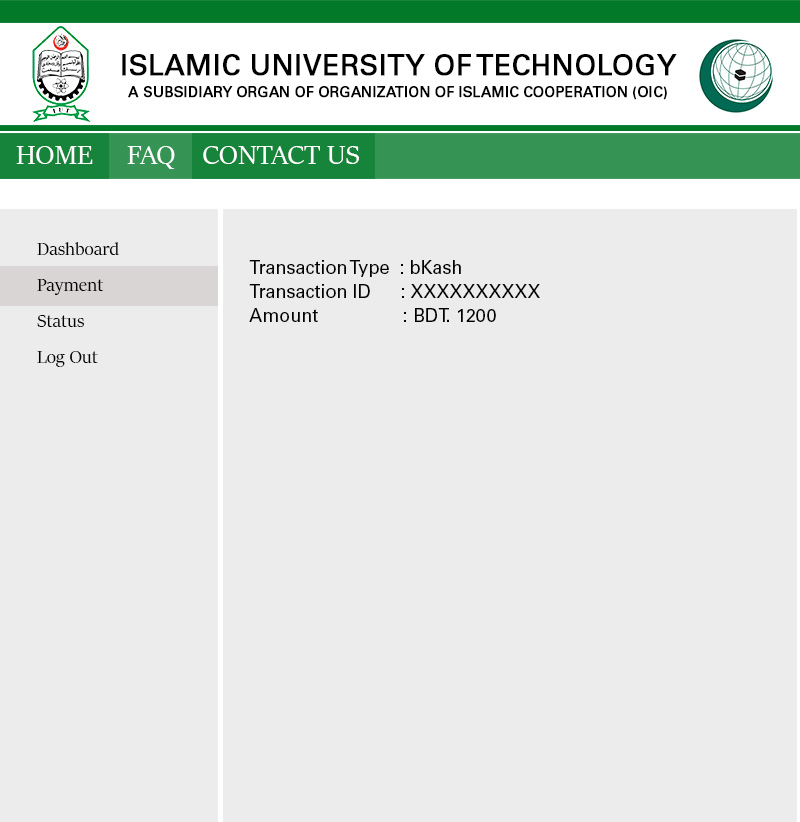 ISLAMIC UNIVERSITY OF TECHNOLOGY
A SUBSIDIARY ORGAN OF ORGANIZATION OF ISLAMIC COOPERATION (OIC)
IUT
HOME FAQ CONTACT US
Dashboard
Payment
Status
Log Out
Transaction Type : bKash
Transaction ID : XXXXXXXXXX
Amount : BDT. 1200